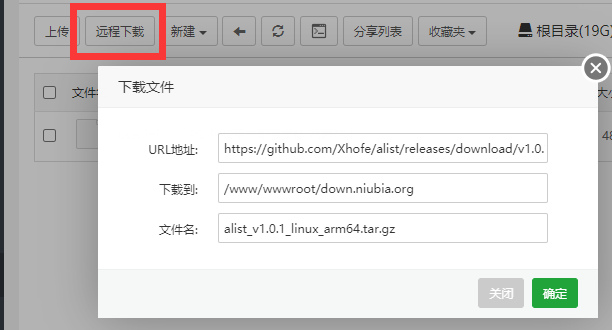 上传 远程下载 新建 分享列表 收藏夹 根目录(19G)
文件
下载文件
URL地址: https://github.com/Xhofe/alist/releases/download/v1.0.
下载到: /www/wwwroot/down.niubia.org
文件名: alist_v1.0.1_linux_arm64.tar.gz
关闭 确定